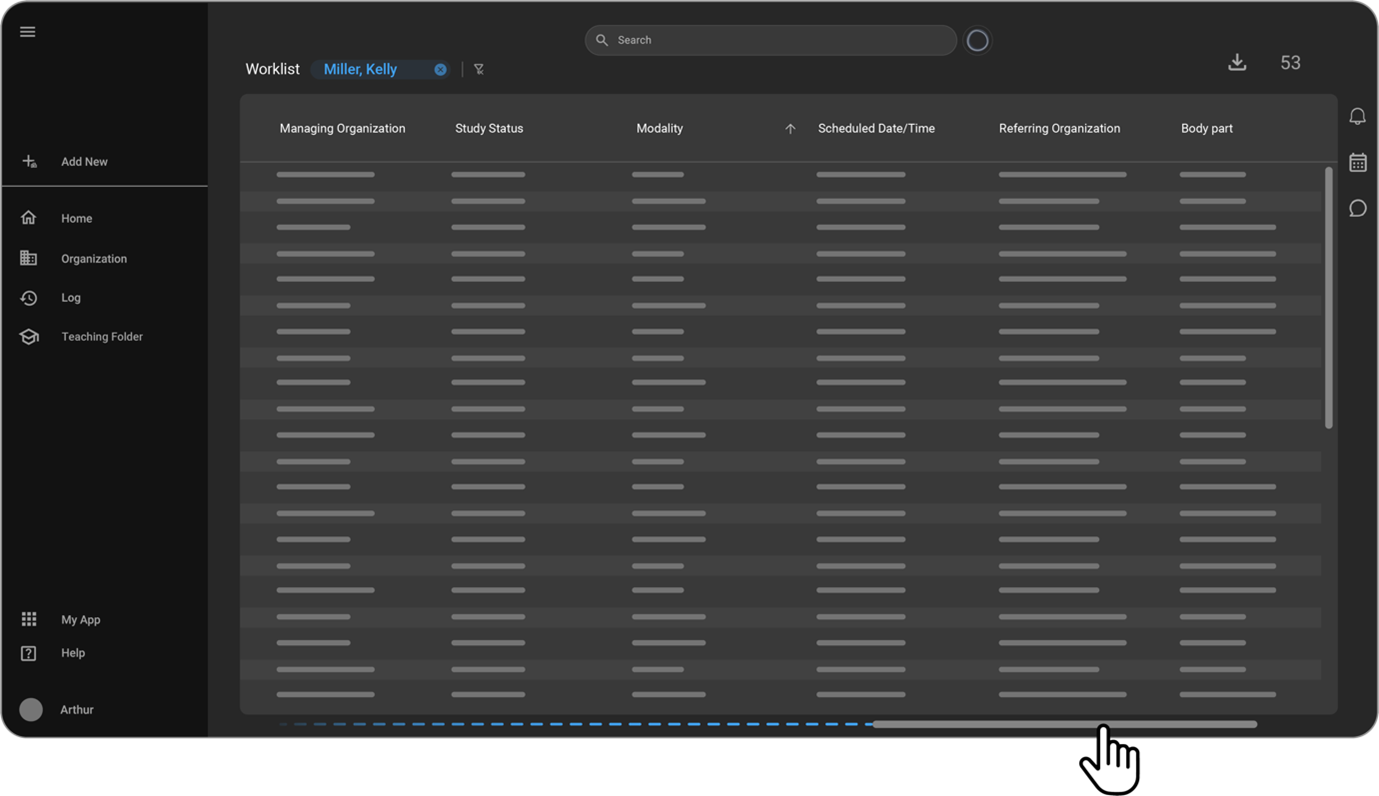 Search
Worklist Miller, Kelly
53
Managing Organization Study Status Modality Scheduled Date/Time Referring Organization Body part
Add New
Home
Organization
Log
Teaching Folder
My App
Help
Arthur